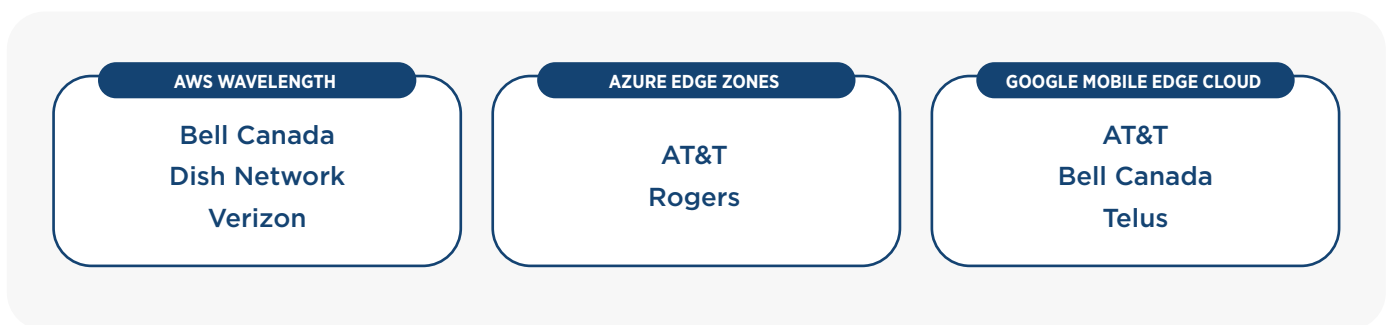 AWS WAVELENGTH
Bell Canada
Dish Network
Verizon
AZURE EDGE ZONES
AT&T
Rogers
GOOGLE MOBILE EDGE CLOUD
AT&T
Bell Canada
Telus